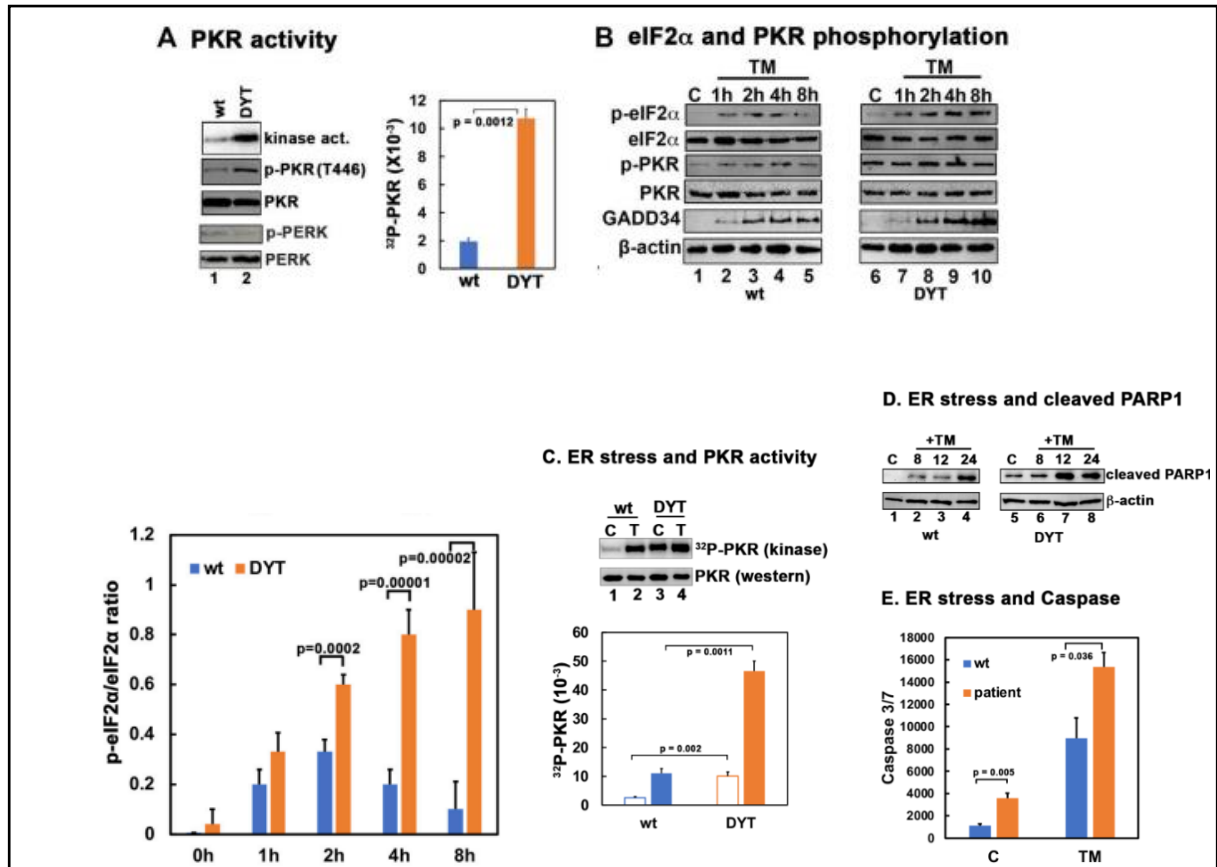 A PKR activity
wt DYT
kinase act.
p-PKR (T446)
PKR
p-PERK
PERK
1 2
³²P-PKR (X10⁻³)
12
10
8
6
4
2
0
p = 0.0012
wt DYT
B eIF2α and PKR phosphorylation
TM TM
C 1h 2h 4h 8h C 1h 2h 4h 8h
p-eIF2α
eIF2α
p-PKR
PKR
GADD34
β-actin
1 2 3 4 5 6 7 8 9 10
wt DYT
p-eIF2α/eIF2α ratio
1.2
1
0.8
0.6
0.4
0.2
0
wt DYT
p=0.0002
p=0.00001
p=0.00002
0h 1h 2h 4h 8h
C. ER stress and PKR activity
wt DYT
C T C T
³²P-PKR (kinase)
PKR (western)
1 2 3 4
³²P-PKR (10⁻³)
60
50
40
30
20
10
0
p = 0.0011
p = 0.002
wt DYT
D. ER stress and cleaved PARP1
+TM +TM
C 8 12 24 C 8 12 24
cleaved PARP1
β-actin
1 2 3 4 5 6 7 8
wt DYT
E. ER stress and Caspase
Caspase 3/7
18000
16000
14000
12000
10000
8000
6000
4000
2000
0
wt
patient
p = 0.005
p = 0.036
C TM